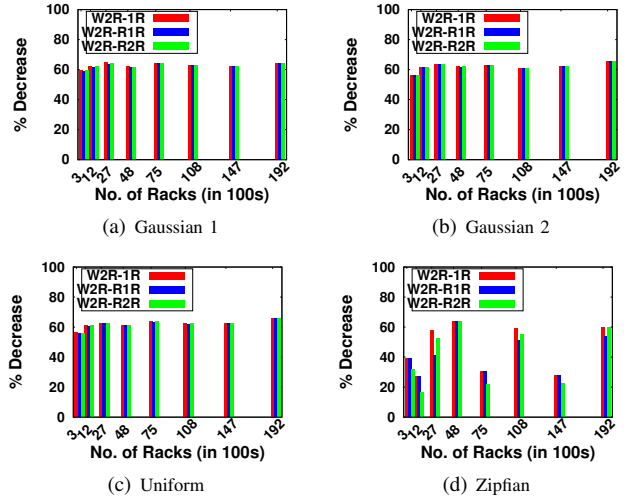 100
80
60
40
20
0
% Decrease
W2R-1R
W2R-R1R
W2R-R2R
3 12 27 48 75 108 147 192
No. of Racks (in 100s)
(a) Gaussian 1
100
80
60
40
20
0
% Decrease
W2R-1R
W2R-R1R
W2R-R2R
3 12 27 48 75 108 147 192
No. of Racks (in 100s)
(b) Gaussian 2
100
80
60
40
20
0
% Decrease
W2R-1R
W2R-R1R
W2R-R2R
3 12 27 48 75 108 147 192
No. of Racks (in 100s)
(c) Uniform
100
80
60
40
20
0
% Decrease
W2R-1R
W2R-R1R
W2R-R2R
3 12 27 48 75 108 147 192
No. of Racks (in 100s)
(d) Zipfian